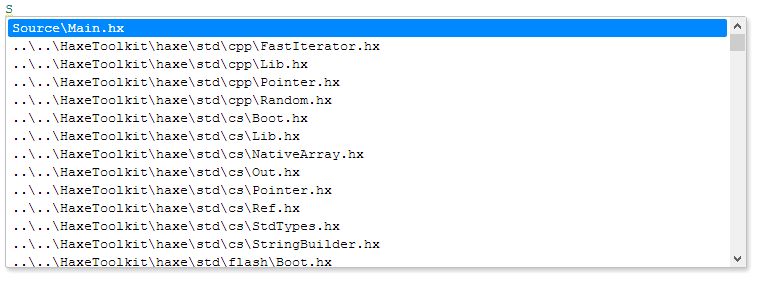 S
Source\Main.hx
..\..\HaxeToolkit\haxe\std\cpp\FastIterator.hx
..\..\HaxeToolkit\haxe\std\cpp\Lib.hx
..\..\HaxeToolkit\haxe\std\cpp\Pointer.hx
..\..\HaxeToolkit\haxe\std\cpp\Random.hx
..\..\HaxeToolkit\haxe\std\cs\Boot.hx
..\..\HaxeToolkit\haxe\std\cs\Lib.hx
..\..\HaxeToolkit\haxe\std\cs\NativeArray.hx
..\..\HaxeToolkit\haxe\std\cs\Out.hx
..\..\HaxeToolkit\haxe\std\cs\Pointer.hx
..\..\HaxeToolkit\haxe\std\cs\Ref.hx
..\..\HaxeToolkit\haxe\std\cs\StdTypes.hx
..\..\HaxeToolkit\haxe\std\cs\StringBuilder.hx
..\..\HaxeToolkit\haxe\std\flash\Boot.hx